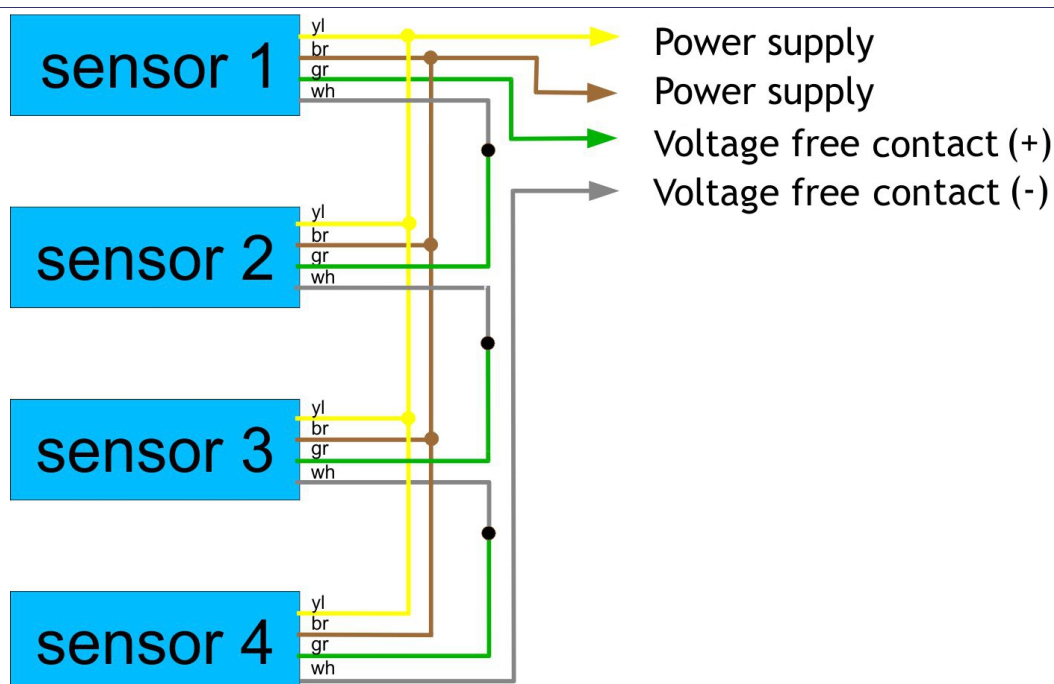 sensor 1
yl
br
gr
wh
Power supply
Power supply
Voltage free contact (+)
Voltage free contact (-)
sensor 2
yl
br
gr
wh
sensor 3
yl
br
gr
wh
sensor 4
yl
br
gr
wh